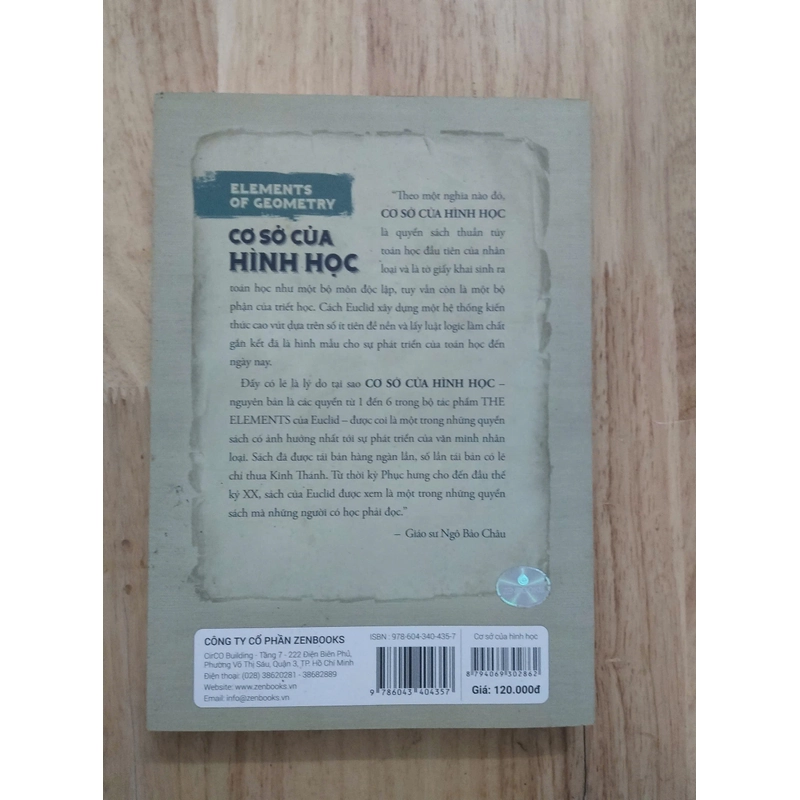 ELEMENTS
OF GEOMETRY
CƠ SỞ CỦA
HÌNH HỌC
“Theo một nghĩa nào đó,
CƠ SỞ CỦA HÌNH HỌC
là quyển sách thuần túy
toán học đầu tiên của nhân
loại và là tờ giấy khai sinh ra
toán học như một bộ môn độc lập, tuy vẫn còn là một bộ
phận của triết học. Cách Euclid xây dựng một hệ thống kiến
thức cao vút dựa trên số ít tiên đề nền và lấy luật logic làm chất
gắn kết đã là hình mẫu cho sự phát triển của toán học đến
ngày nay.
Đấy có lẽ là lý do tại sao CƠ SỞ CỦA HÌNH HỌC –
nguyên bản là các quyển từ 1 đến 6 trong bộ tác phẩm THE
ELEMENTS của Euclid – được coi là một trong những quyển
sách có ảnh hưởng nhất tới sự phát triển của văn minh nhân
loại. Sách đã được tái bản hàng ngàn lần, số lần tái bản có lẽ
chỉ thua Kinh Thánh. Từ thời kỳ Phục hưng cho đến đầu thế
kỷ XX, sách của Euclid được xem là một trong những quyển
sách mà những người có học phải đọc.”
– Giáo sư Ngô Bảo Châu
CÔNG TY CỔ PHẦN ZENBOOKS
CirCO Building - Tầng 7 - 222 Điện Biên Phủ,
Phường Võ Thị Sáu, Quận 3, TP. Hồ Chí Minh
Điện thoại: (028) 38620281 - 38682889
Website: www.zenbooks.vn
Email: info@zenbooks.vn
ISBN : 978-604-340-435-7
9 786043 404357
Cơ sở của hình học
8 794069 302862
Giá: 120.000đ